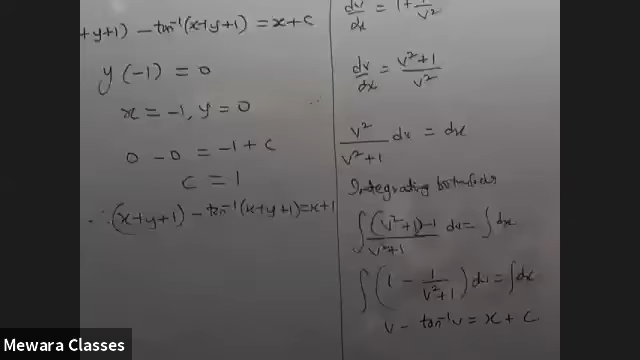 +y+1) - tan⁻¹(x+y+1) = x+c
y(-1) = 0
x = -1, y = 0
0 - 0 = -1 + c
c = 1
∴ (x+y+1) - tan⁻¹(x+y+1) = x+1
dv/dx = 1 + 1/v²
dv/dx = (v²+1)/v²
v²/(v²+1) dv = dx
Integrating both sides
∫ ((v²+1)-1)/(v²+1) dv = ∫dx
∫ (1 - 1/(v²+1)) dv = ∫dx
v - tan⁻¹v = x + c
Mewara Classes